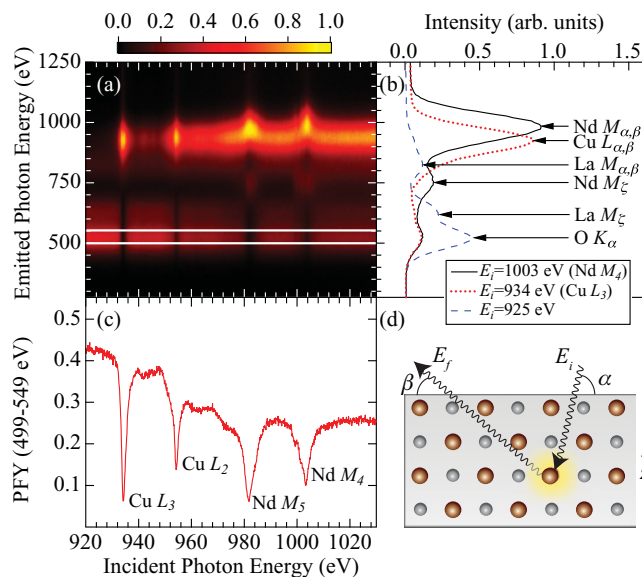 0.0 0.2 0.4 0.6 0.8 1.0
Intensity (arb. units)
0.0 0.5 1.0 1.5
(a)
(b)
Emitted Photon Energy (eV)
1250
1000
750
500
Nd Mα,β
Cu Lα,β
La Mα,β
Nd Mζ
La Mζ
O Kα
Ei=1003 eV (Nd M4)
Ei=934 eV (Cu L3)
Ei=925 eV
(c)
PFY (499-549 eV)
0.5
0.4
0.3
0.2
0.1
Cu L3
Cu L2
Nd M5
Nd M4
920 940 960 980 1000 1020
Incident Photon Energy (eV)
(d)
Ef
Ei
β
α